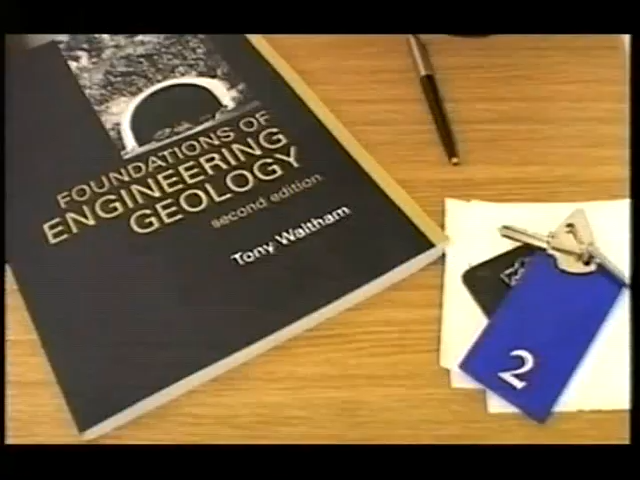 FOUNDATIONS OF
ENGINEERING
GEOLOGY
second edition
Tony Waltham
2